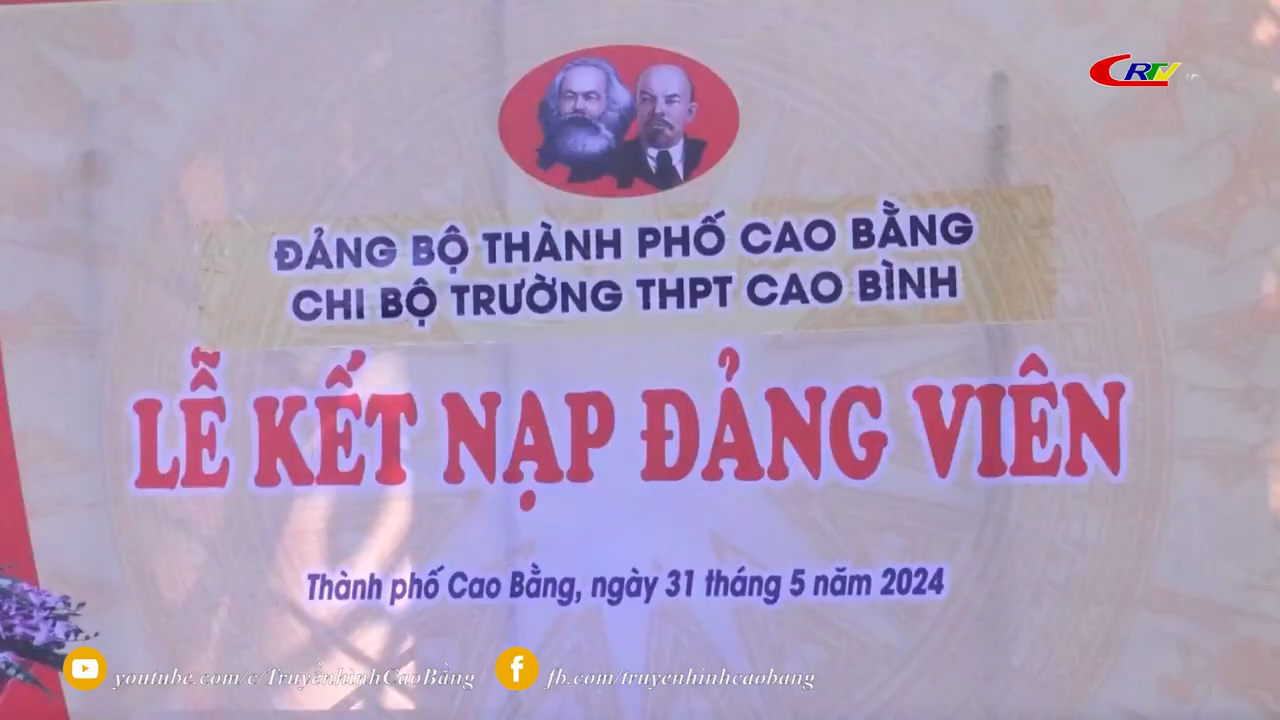 CRTV
ĐẢNG BỘ THÀNH PHỐ CAO BẰNG
CHI BỘ TRƯỜNG THPT CAO BÌNH
LỄ KẾT NẠP ĐẢNG VIÊN
Thành phố Cao Bằng, ngày 31 tháng 5 năm 2024
youtube.com/c/TruyềnhìnhCaoBằng
fb.com/truyenhinhcaobang